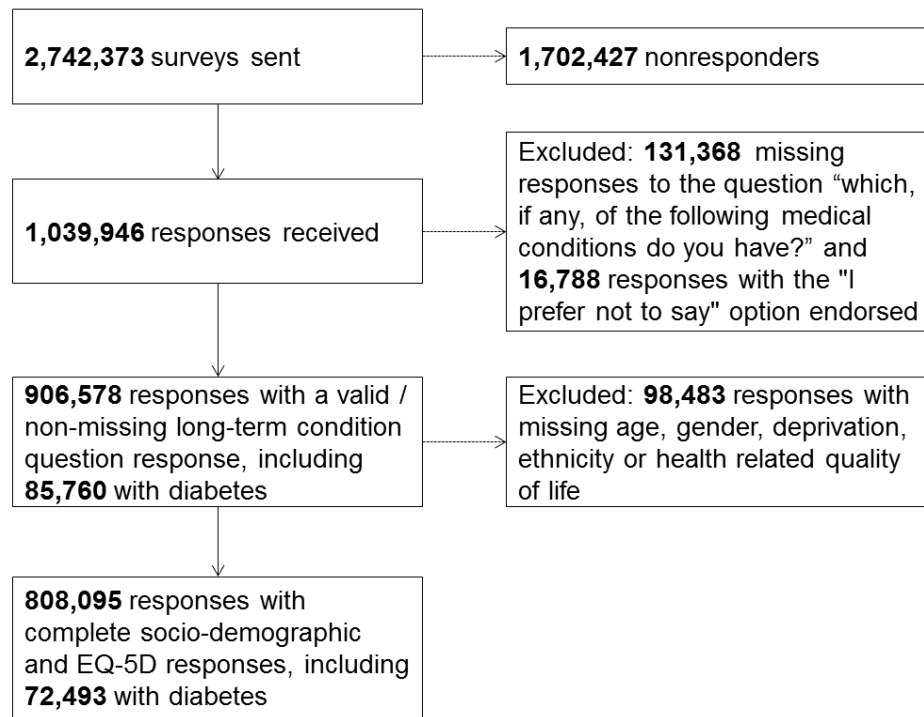 2,742,373 surveys sent
1,702,427 nonresponders
1,039,946 responses received
Excluded: 131,368 missing
responses to the question “which,
if any, of the following medical
conditions do you have?” and
16,788 responses with the "I
prefer not to say" option endorsed
906,578 responses with a valid /
non-missing long-term condition
question response, including
85,760 with diabetes
Excluded: 98,483 responses with
missing age, gender, deprivation,
ethnicity or health related quality
of life
808,095 responses with
complete socio-demographic
and EQ-5D responses, including
72,493 with diabetes